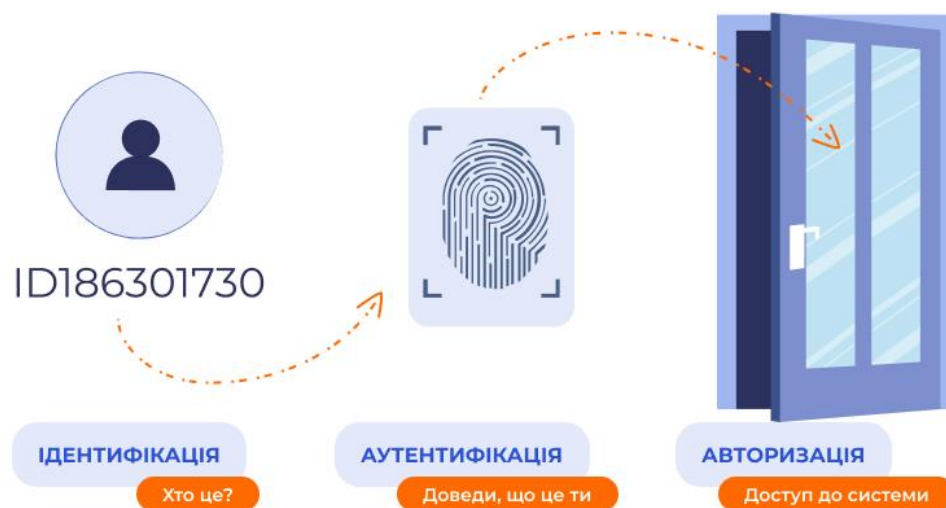 ID186301730
ІДЕНТИФІКАЦІЯ
Хто це?
АУТЕНТИФІКАЦІЯ
Доведи, що це ти
АВТОРИЗАЦІЯ
Доступ до системи